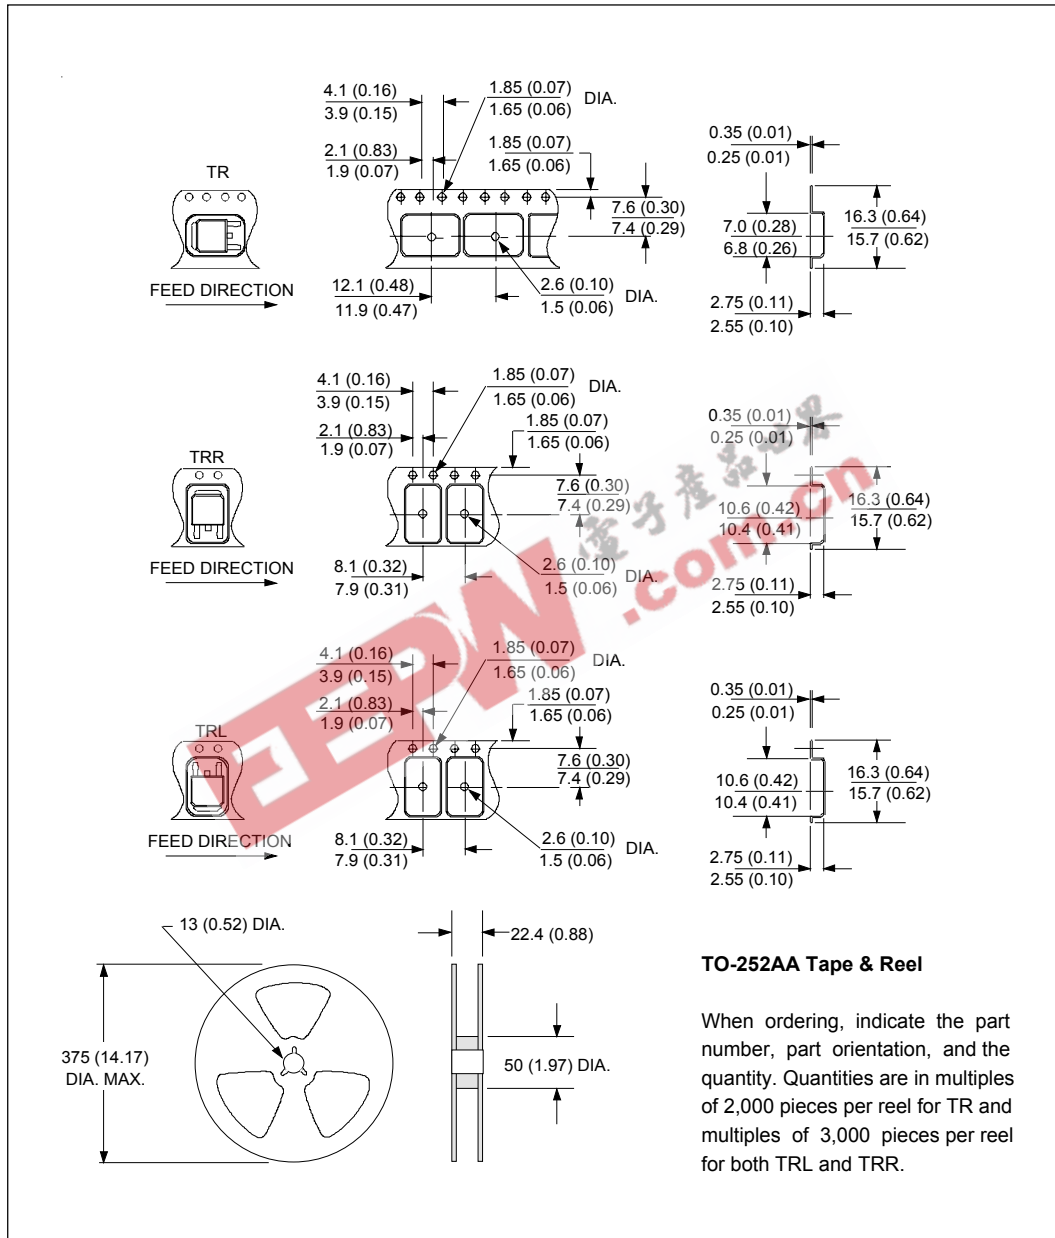 4.1 (0.16)
3.9 (0.15)
1.85 (0.07)
1.65 (0.06)
DIA.
2.1 (0.83)
1.9 (0.07)
1.85 (0.07)
1.65 (0.06)
0.35 (0.01)
0.25 (0.01)
TR
7.6 (0.30)
7.4 (0.29)
7.0 (0.28)
6.8 (0.26)
16.3 (0.64)
15.7 (0.62)
FEED DIRECTION
12.1 (0.48)
11.9 (0.47)
2.6 (0.10)
1.5 (0.06)
DIA.
2.75 (0.11)
2.55 (0.10)
4.1 (0.16)
3.9 (0.15)
1.85 (0.07)
1.65 (0.06)
DIA.
2.1 (0.83)
1.9 (0.07)
1.85 (0.07)
1.65 (0.06)
0.35 (0.01)
0.25 (0.01)
TRR
7.6 (0.30)
7.4 (0.29)
10.6 (0.42)
10.4 (0.41)
16.3 (0.64)
15.7 (0.62)
FEED DIRECTION
8.1 (0.32)
7.9 (0.31)
2.6 (0.10)
1.5 (0.06)
DIA.
2.75 (0.11)
2.55 (0.10)
EEPW.com.cn
電子產品世界
4.1 (0.16)
3.9 (0.15)
1.85 (0.07)
1.65 (0.06)
DIA.
2.1 (0.83)
1.9 (0.07)
1.85 (0.07)
1.65 (0.06)
0.35 (0.01)
0.25 (0.01)
TRL
7.6 (0.30)
7.4 (0.29)
10.6 (0.42)
10.4 (0.41)
16.3 (0.64)
15.7 (0.62)
FEED DIRECTION
8.1 (0.32)
7.9 (0.31)
2.6 (0.10)
1.5 (0.06)
DIA.
2.75 (0.11)
2.55 (0.10)
13 (0.52) DIA.
22.4 (0.88)
375 (14.17)
DIA. MAX.
50 (1.97) DIA.
TO-252AA Tape & Reel
When ordering, indicate the part
number, part orientation, and the
quantity. Quantities are in multiples
of 2,000 pieces per reel for TR and
multiples of 3,000 pieces per reel
for both TRL and TRR.